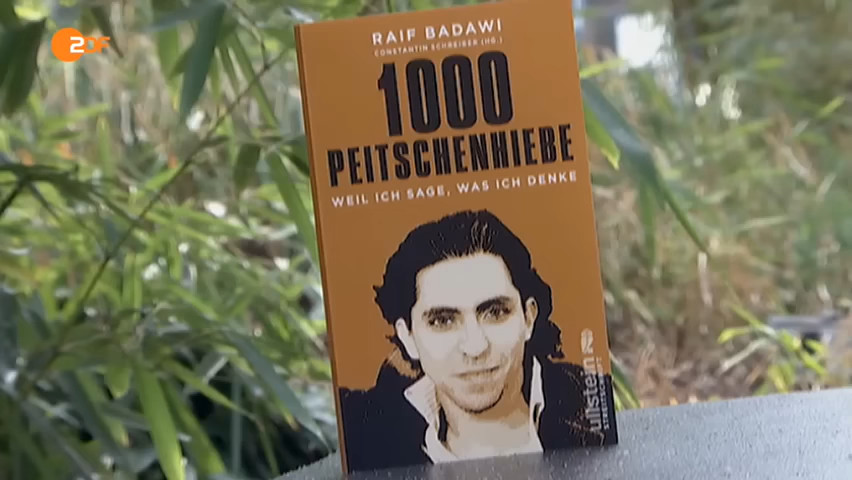 ZDF
RAIF BADAWI
CONSTANTIN SCHREIBER (HG.)
1000
PEITSCHENHIEBE
WEIL ICH SAGE, WAS ICH DENKE
ullstein